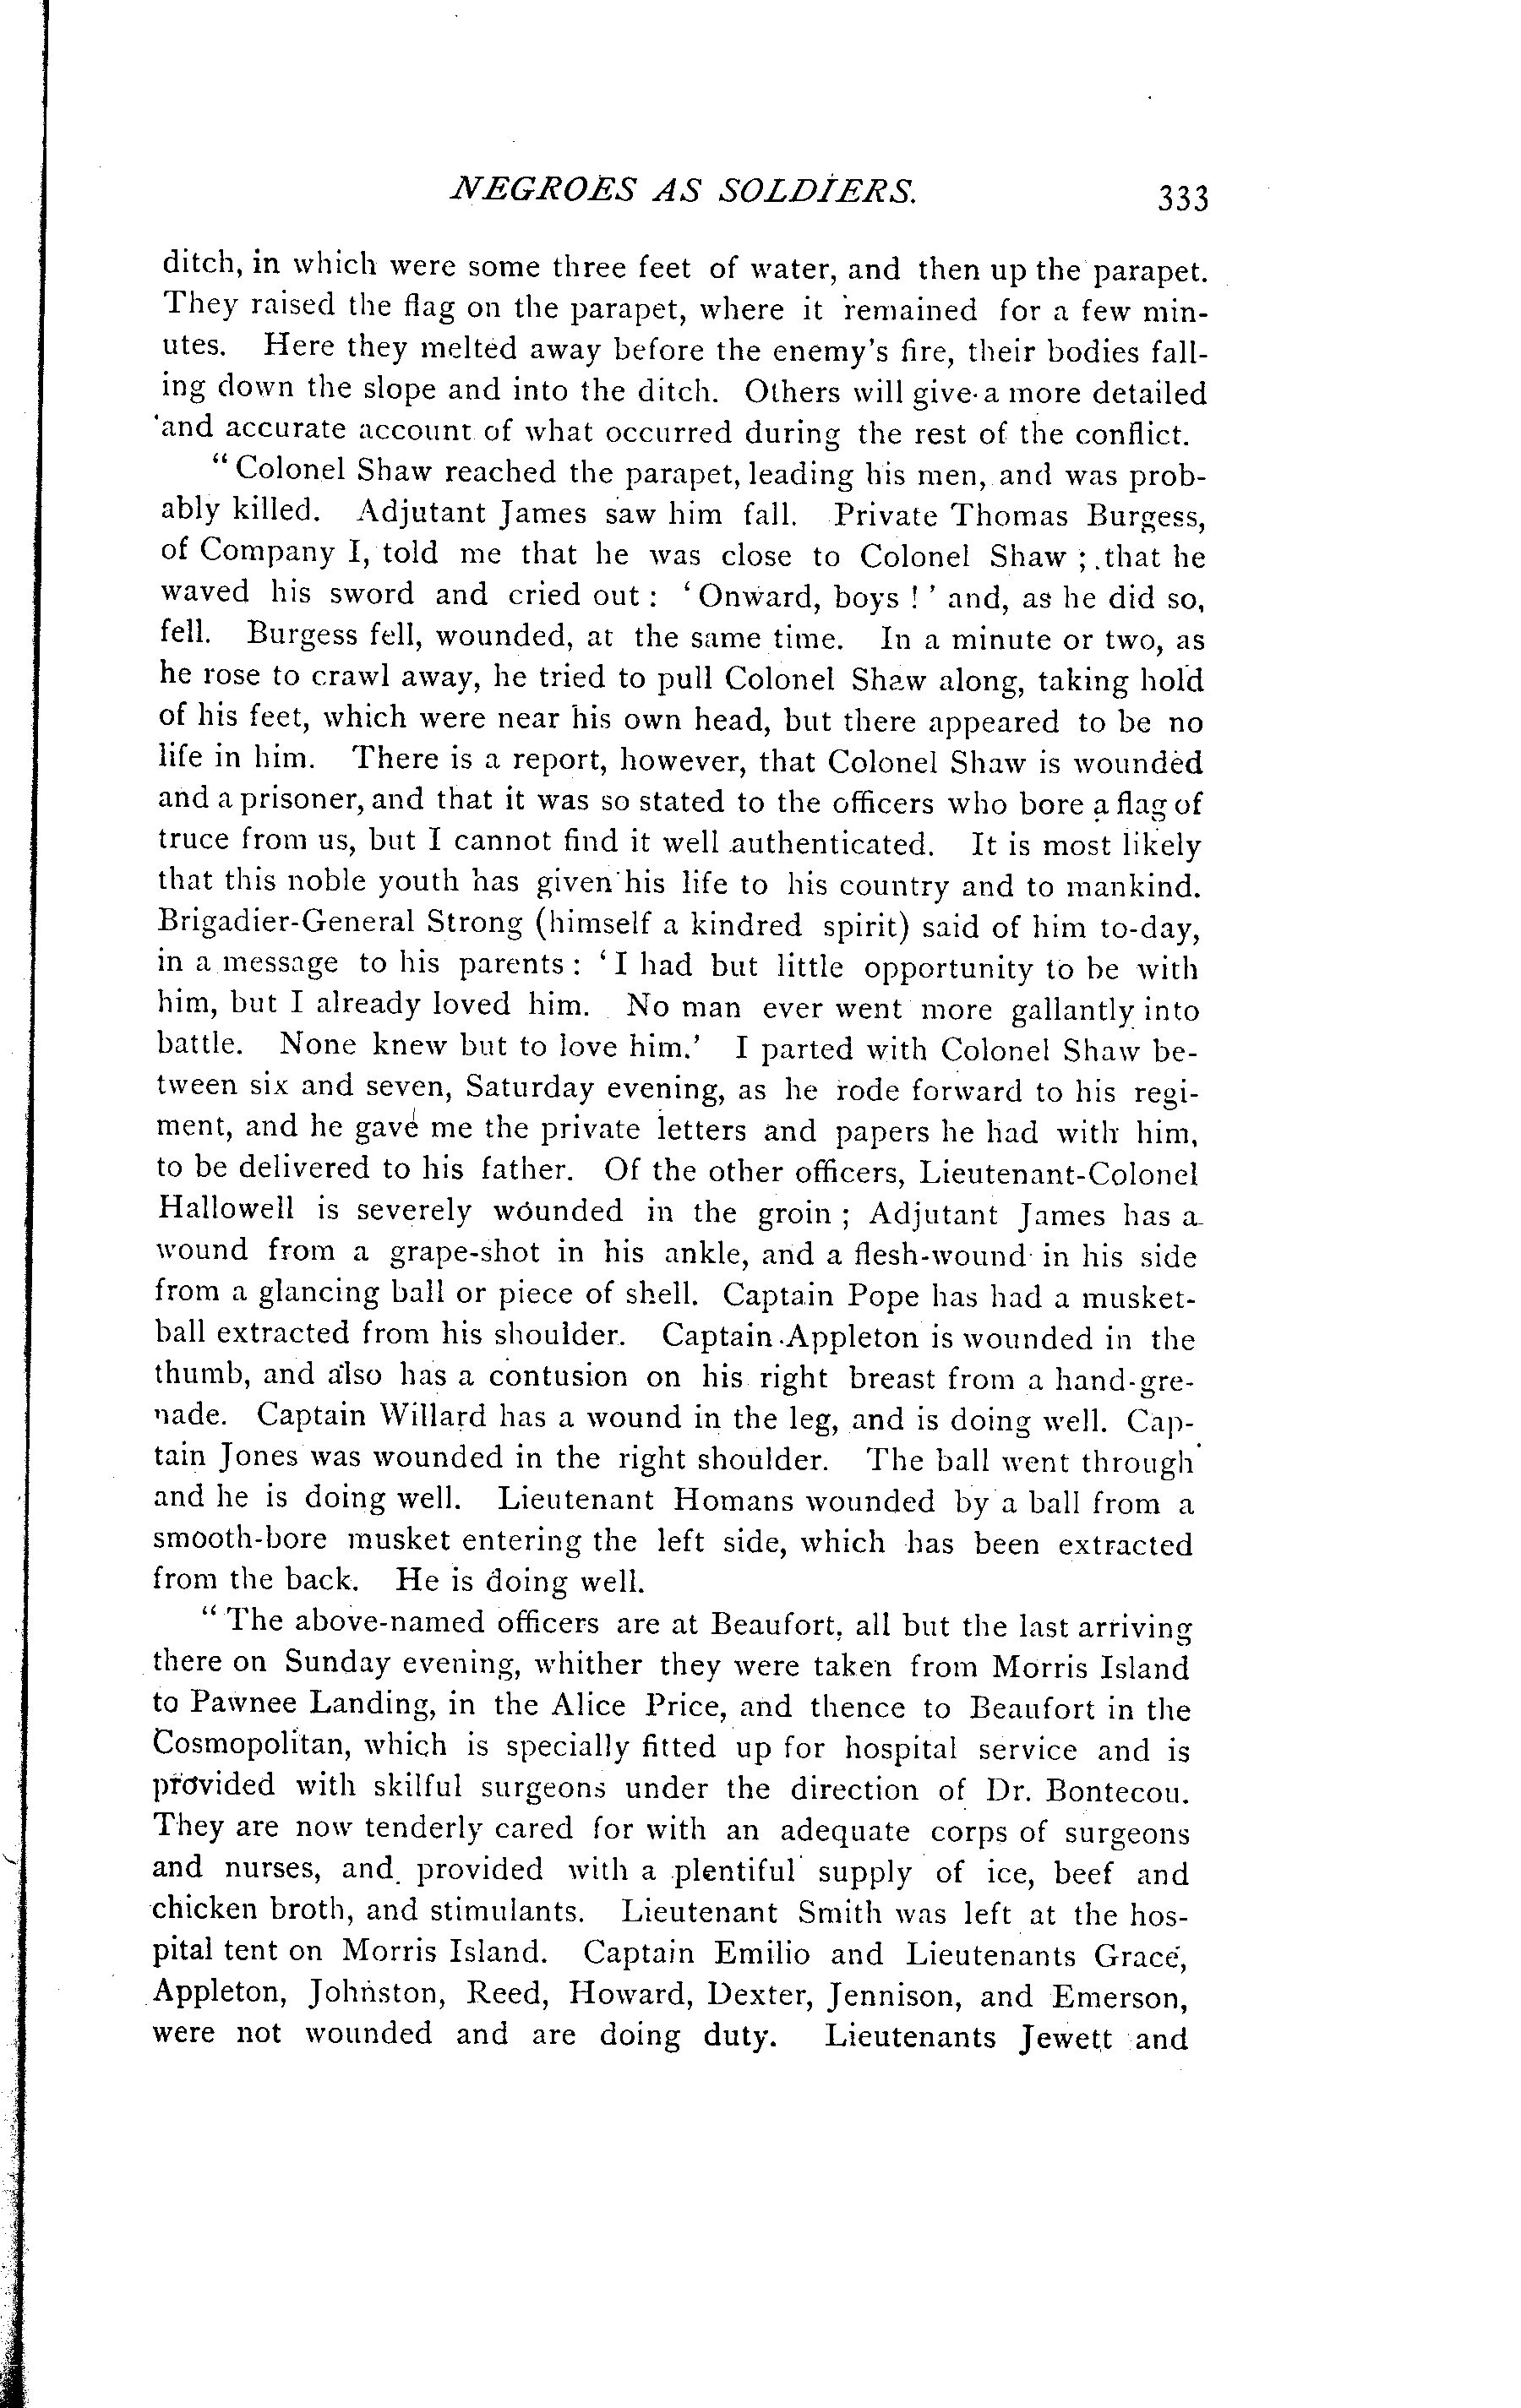 NEGROES AS SOLDIERS. 333
ditch, in which were some three feet of water, and then up the parapet.
They raised the flag on the parapet, where it remained for a few min-
utes. Here they melted away before the enemy's fire, their bodies fall-
ing down the slope and into the ditch. Others will give a more detailed
and accurate account of what occurred during the rest of the conflict.
"Colonel Shaw reached the parapet, leading his men, and was prob-
ably killed. Adjutant James saw him fall. Private Thomas Burgess,
of Company I, told me that he was close to Colonel Shaw ; that he
waved his sword and cried out : 'Onward, boys !' and, as he did so,
fell. Burgess fell, wounded, at the same time. In a minute or two, as
he rose to crawl away, he tried to pull Colonel Shaw along, taking hold
of his feet, which were near his own head, but there appeared to be no
life in him. There is a report, however, that Colonel Shaw is wounded
and a prisoner, and that it was so stated to the officers who bore a flag of
truce from us, but I cannot find it well authenticated. It is most likely
that this noble youth has given his life to his country and to mankind.
Brigadier-General Strong (himself a kindred spirit) said of him to-day,
in a message to his parents : 'I had but little opportunity to be with
him, but I already loved him. No man ever went more gallantly into
battle. None knew but to love him.' I parted with Colonel Shaw be-
tween six and seven, Saturday evening, as he rode forward to his regi-
ment, and he gave me the private letters and papers he had with him,
to be delivered to his father. Of the other officers, Lieutenant-Colonel
Hallowell is severely wounded in the groin ; Adjutant James has a
wound from a grape-shot in his ankle, and a flesh-wound in his side
from a glancing ball or piece of shell. Captain Pope has had a musket-
ball extracted from his shoulder. Captain Appleton is wounded in the
thumb, and also has a contusion on his right breast from a hand-gre-
nade. Captain Willard has a wound in the leg, and is doing well. Cap-
tain Jones was wounded in the right shoulder. The ball went through
and he is doing well. Lieutenant Homans wounded by a ball from a
smooth-bore musket entering the left side, which has been extracted
from the back. He is doing well.
"The above-named officers are at Beaufort, all but the last arriving
there on Sunday evening, whither they were taken from Morris Island
to Pawnee Landing, in the Alice Price, and thence to Beaufort in the
Cosmopolitan, which is specially fitted up for hospital service and is
provided with skilful surgeons under the direction of Dr. Bontecou.
They are now tenderly cared for with an adequate corps of surgeons
and nurses, and provided with a plentiful supply of ice, beef and
chicken broth, and stimulants. Lieutenant Smith was left at the hos-
pital tent on Morris Island. Captain Emilio and Lieutenants Grace,
Appleton, Johnston, Reed, Howard, Dexter, Jennison, and Emerson,
were not wounded and are doing duty. Lieutenants Jewett and